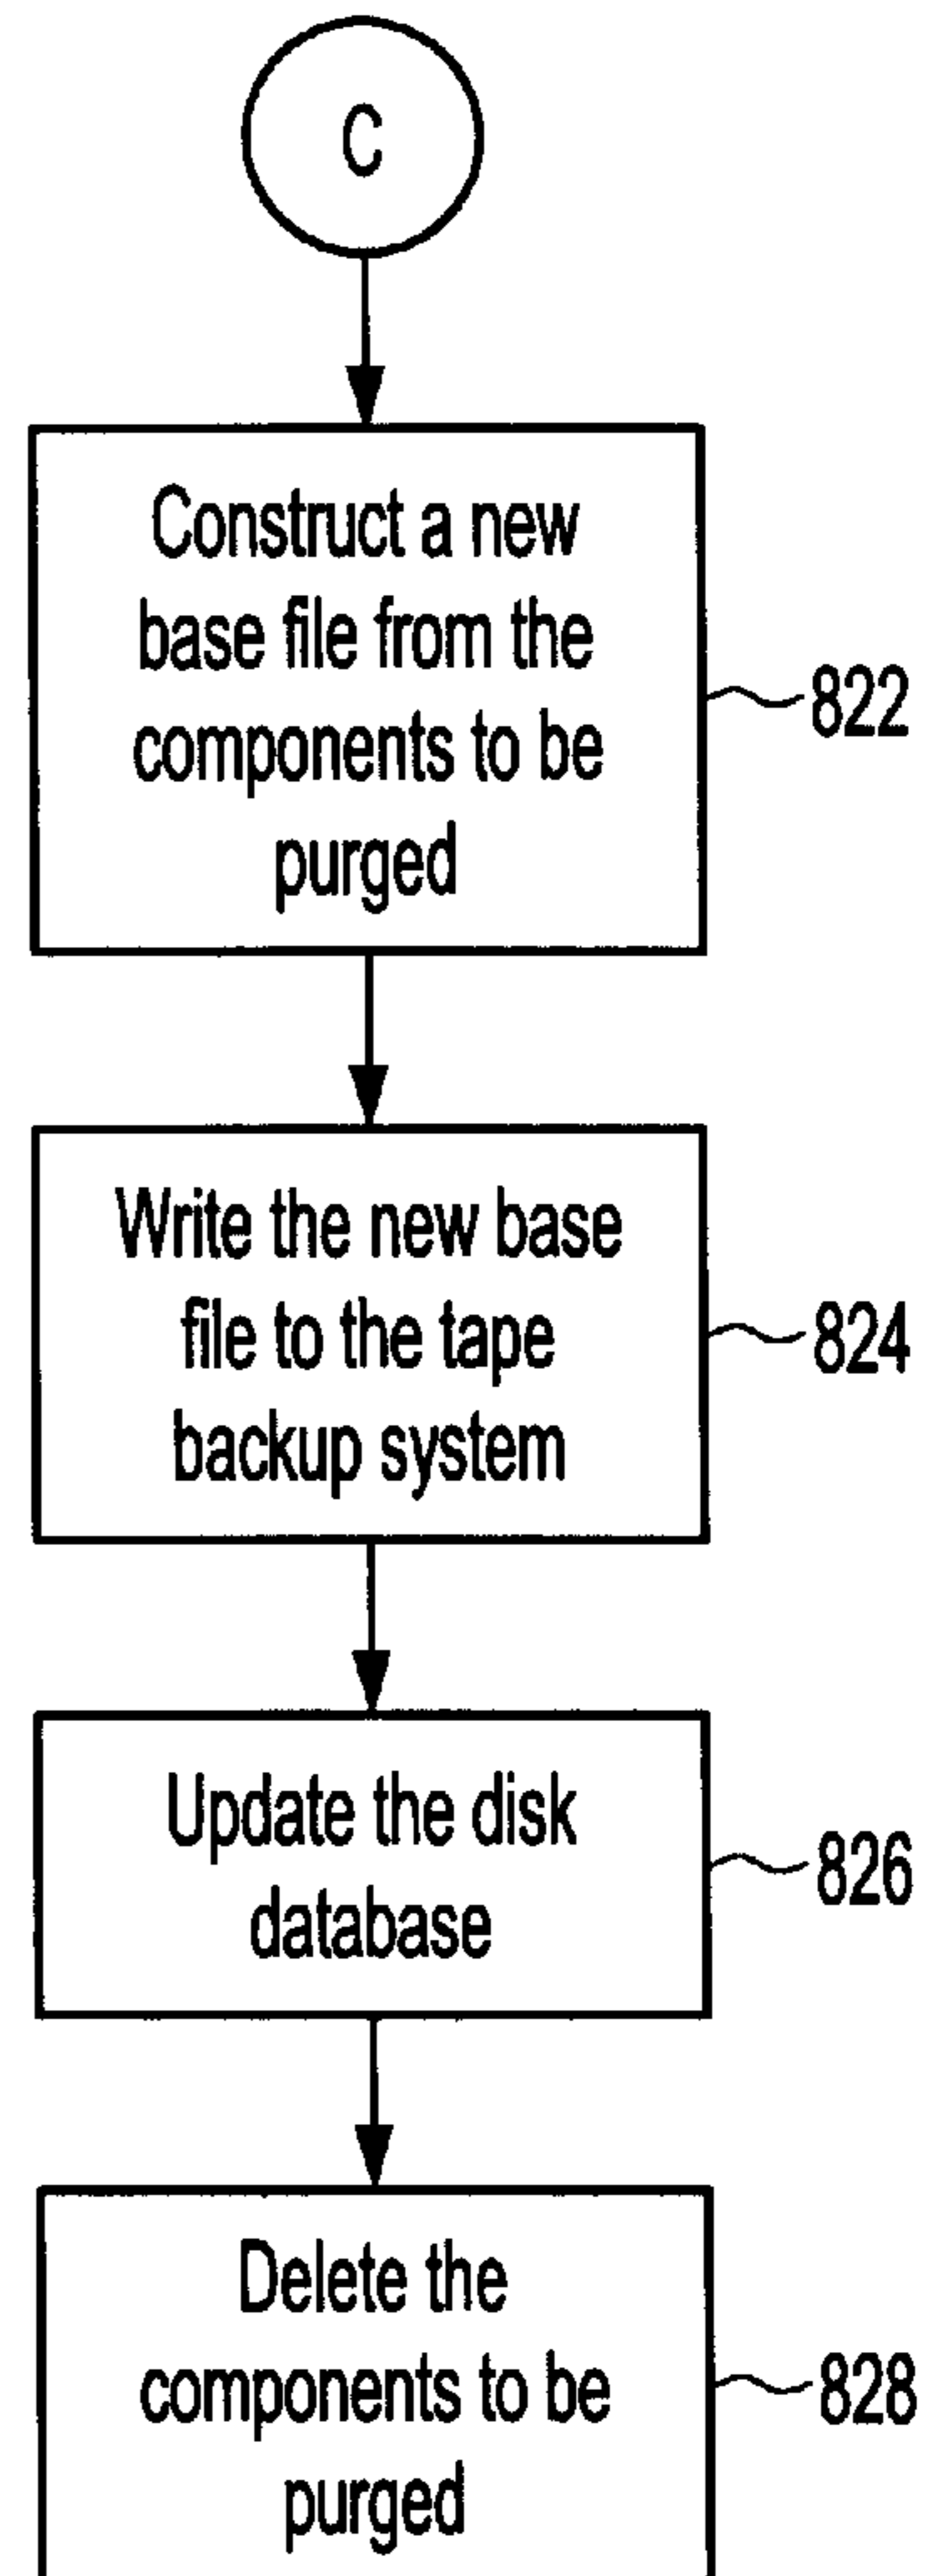 C
Construct a new
base file from the
components to be
purged
822
Write the new base
file to the tape
backup system
824
Update the disk
database
826
Delete the
components to be
purged
828